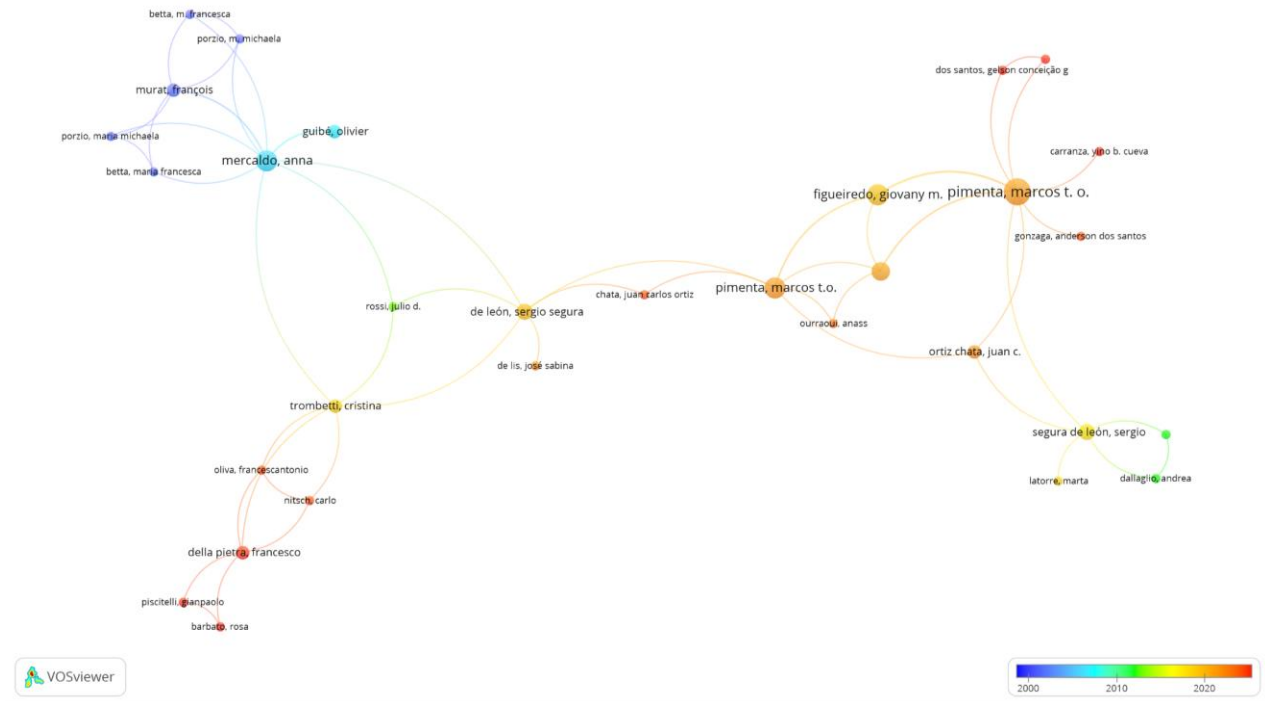 betta, m. francesca
porzio, m. michaela
murat, françois
porzio, maria michaela
betta, maria francesca
guibé, olivier
mercaldo, anna
dos santos, gelson conceição g
carranza, yino b. cueva
figueiredo, giovany m.
pimenta, marcos t. o.
gonzaga, anderson dos santos
rossi, julio d.
de león, sergio segura
chata, juan carlos ortiz
pimenta, marcos t.o.
ourraoui, anass
ortiz chata, juan c.
de lis, josé sabina
trombetti, cristina
segura de león, sergio
latorre, marta
dallaglio, andrea
oliva, francescantonio
nitsch, carlo
della pietra, francesco
piscitelli, gianpaolo
barbato, rosa
VOSviewer
2000 2010 2020